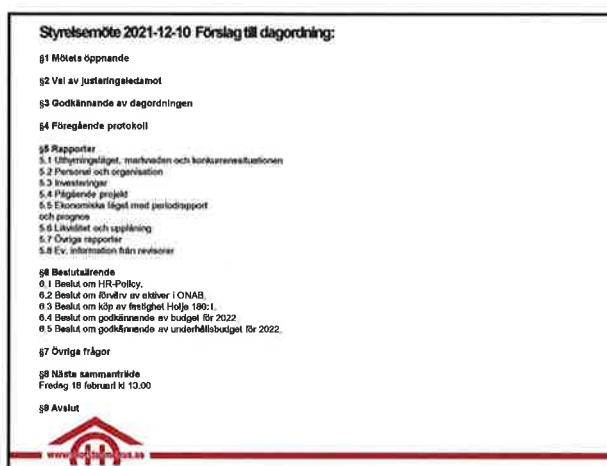 Styrelsemöte 2021-12-10 Förslag till dagordning:
§1 Mötets öppnande
§2 Val av justeringsledamot
§3 Godkännande av dagordningen
§4 Föregående protokoll
§5 Rapporter
5.1 Uthyrningsläget, marknaden och konkurrenssituationen
5.2 Personal och organisation
5.3 Investeringar
5.4 Pågående projekt
5.5 Ekonomiska läget med periodrapport
och prognos
5.6 Likviditet och upplåning
5.7 Övriga rapporter
5.8 Ev. information från revisorer
§6 Beslutsärende
6.1 Beslut om HR-Policy.
6.2 Beslut om förvärv av aktier i ONAB.
6.3 Beslut om köp av fastighet Holje 180:1.
6.4 Beslut om godkännande av budget för 2022.
6.5 Beslut om godkännande av underhållsbudget för 2022.
§7 Övriga frågor
§8 Nästa sammanträde
Fredag 18 februari kl 13.00
§9 Avslut